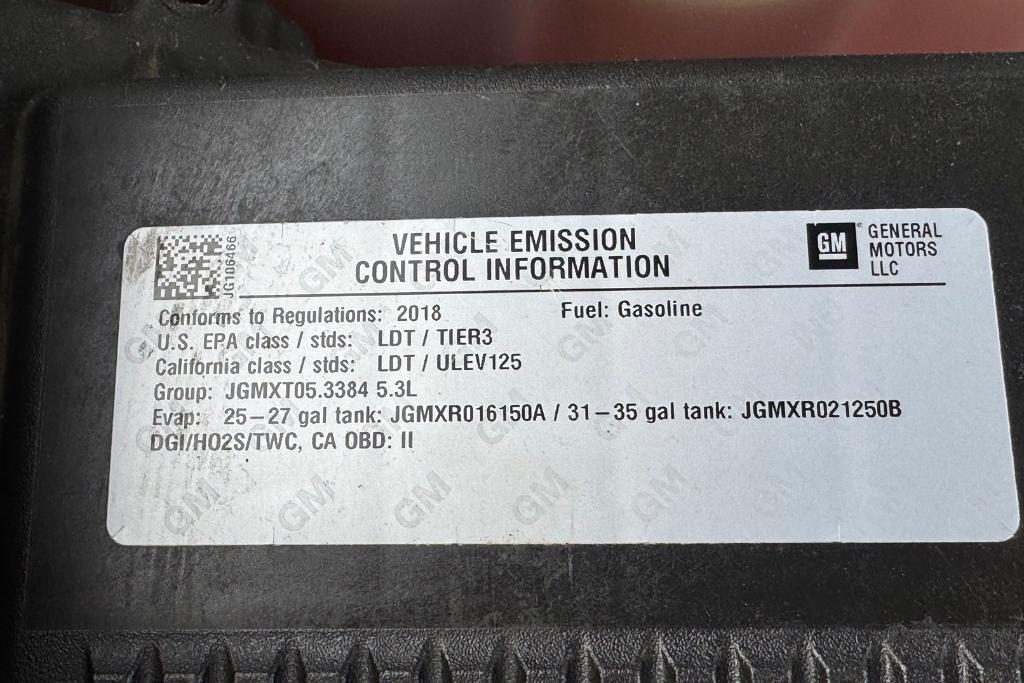 VEHICLE EMISSION
CONTROL INFORMATION
GM
GENERAL
MOTORS
LLC
JG106466
Conforms to Regulations: 2018
Fuel: Gasoline
U.S. EPA class / stds: LDT / TIER3
California class / stds: LDT / ULEV125
Group: JGMXT05.3384 5.3L
Evap: 25-27 gal tank: JGMXR016150A / 31-35 gal tank: JGMXR021250B
DGI/HO2S/TWC, CA OBD: II